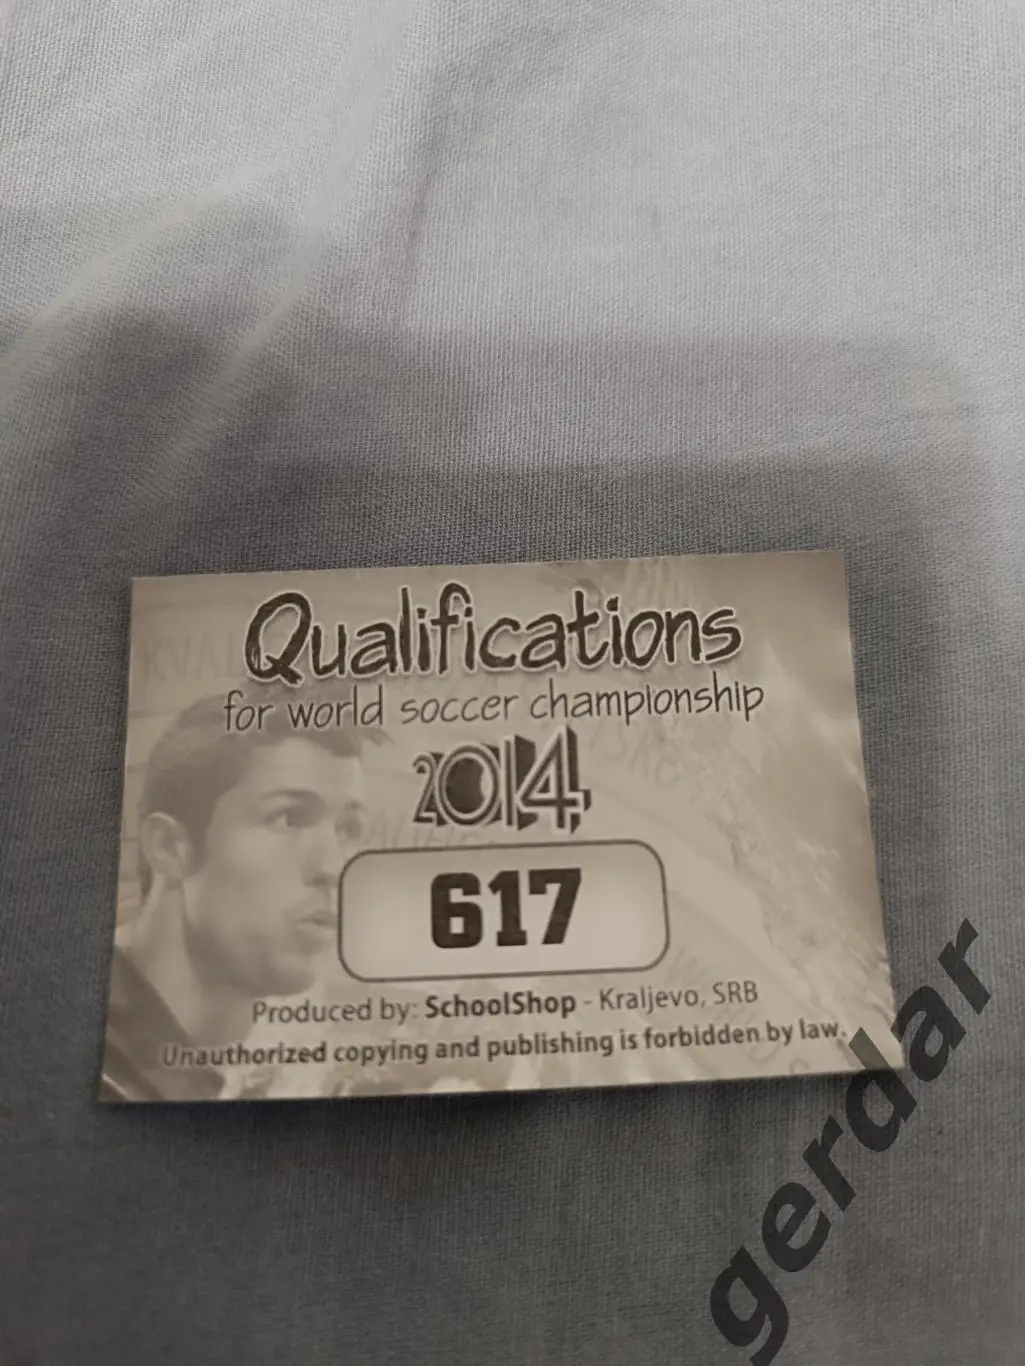 Qualifications
for world soccer championship
2014,
617
Produced by: SchoolShop - Kraljevo, SRB
Unauthorized copying and publishing is forbidden by law.
gerdar